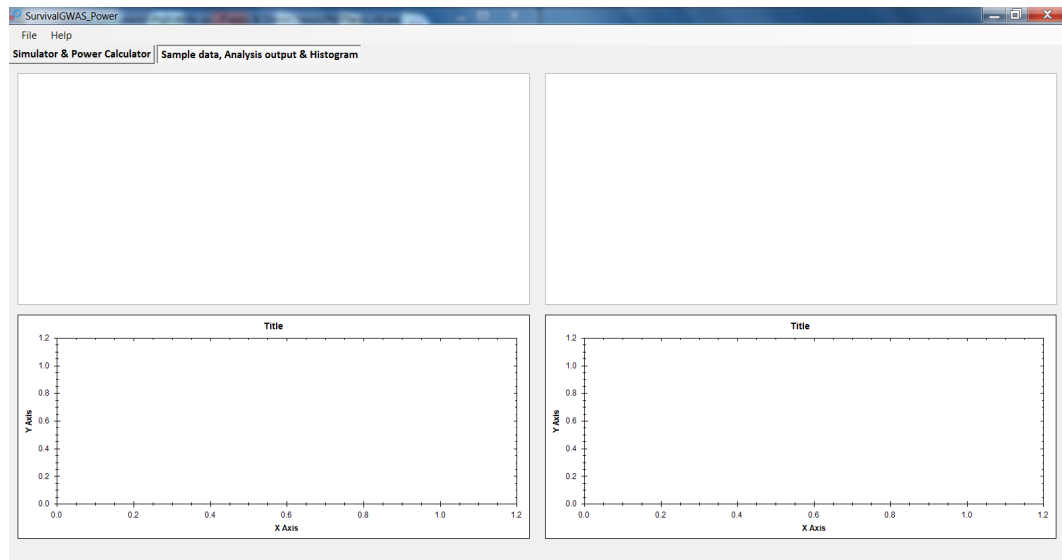 SurvivalGWAS_Power
File Help
Simulator & Power Calculator Sample data, Analysis output & Histogram
Title
1.2
1.0
0.8
0.6
0.4
0.2
0.0
Y Axis
0.0 0.2 0.4 0.6 0.8 1.0 1.2
X Axis
Title
1.2
1.0
0.8
0.6
0.4
0.2
0.0
Y Axis
0.0 0.2 0.4 0.6 0.8 1.0 1.2
X Axis